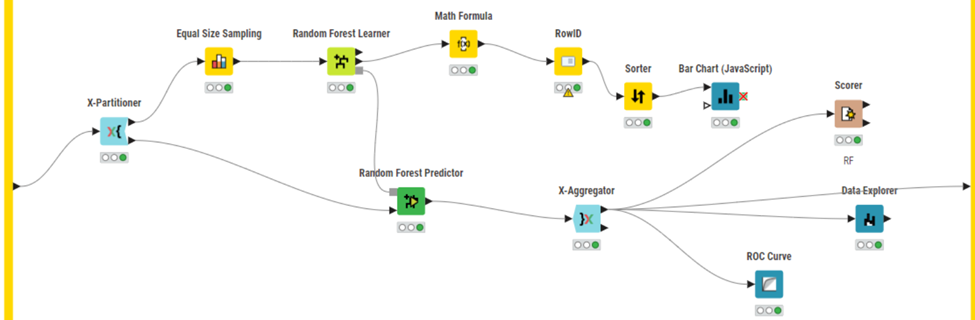 Math Formula
Equal Size Sampling
Random Forest Learner
RowID
Sorter
Bar Chart (JavaScript)
Scorer
X-Partitioner
RF
Random Forest Predictor
X-Aggregator
Data Explorer
ROC Curve